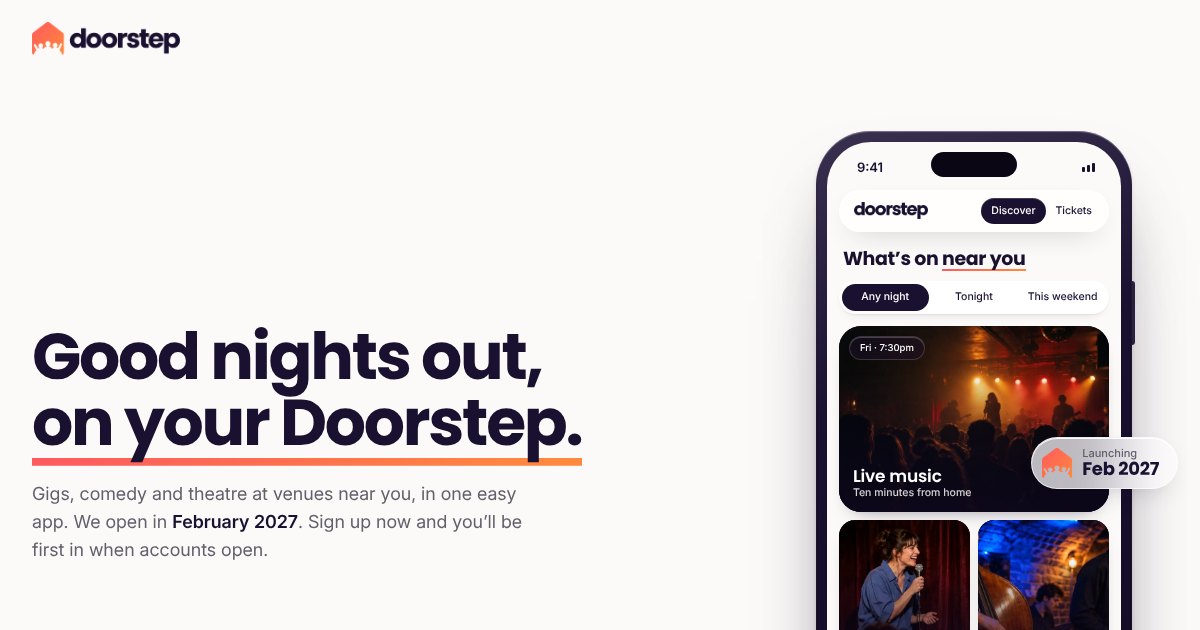 doorstep
Good nights out,
on your Doorstep.
Gigs, comedy and theatre at venues near you, in one easy
app. We open in February 2027. Sign up now and you’ll be
first in when accounts open.
9:41
doorstep
Discover
Tickets
What’s on near you
Any night
Tonight
This weekend
Fri · 7:30pm
Live music
Ten minutes from home
Launching
Feb 2027